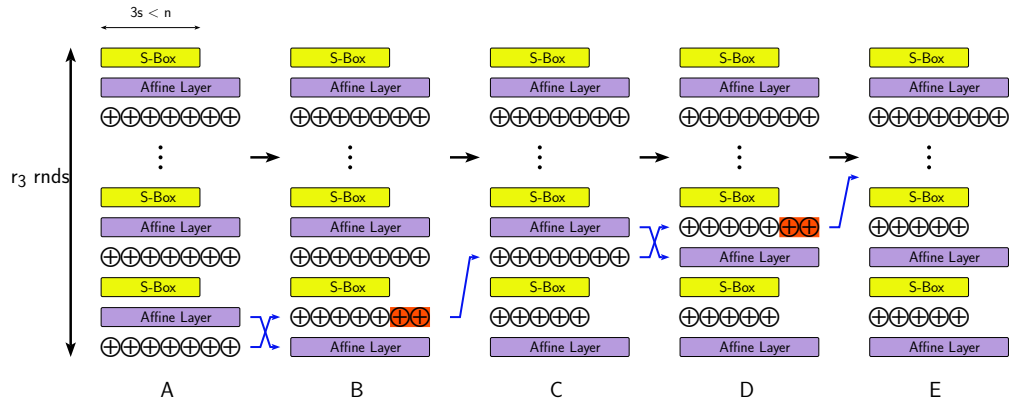 3s < n
S-Box S-Box S-Box S-Box S-Box
Affine Layer Affine Layer Affine Layer Affine Layer Affine Layer
r3 rnds
S-Box S-Box S-Box S-Box S-Box
Affine Layer Affine Layer Affine Layer
Affine Layer Affine Layer
S-Box S-Box S-Box S-Box S-Box
Affine Layer
Affine Layer Affine Layer Affine Layer Affine Layer
A B C D E